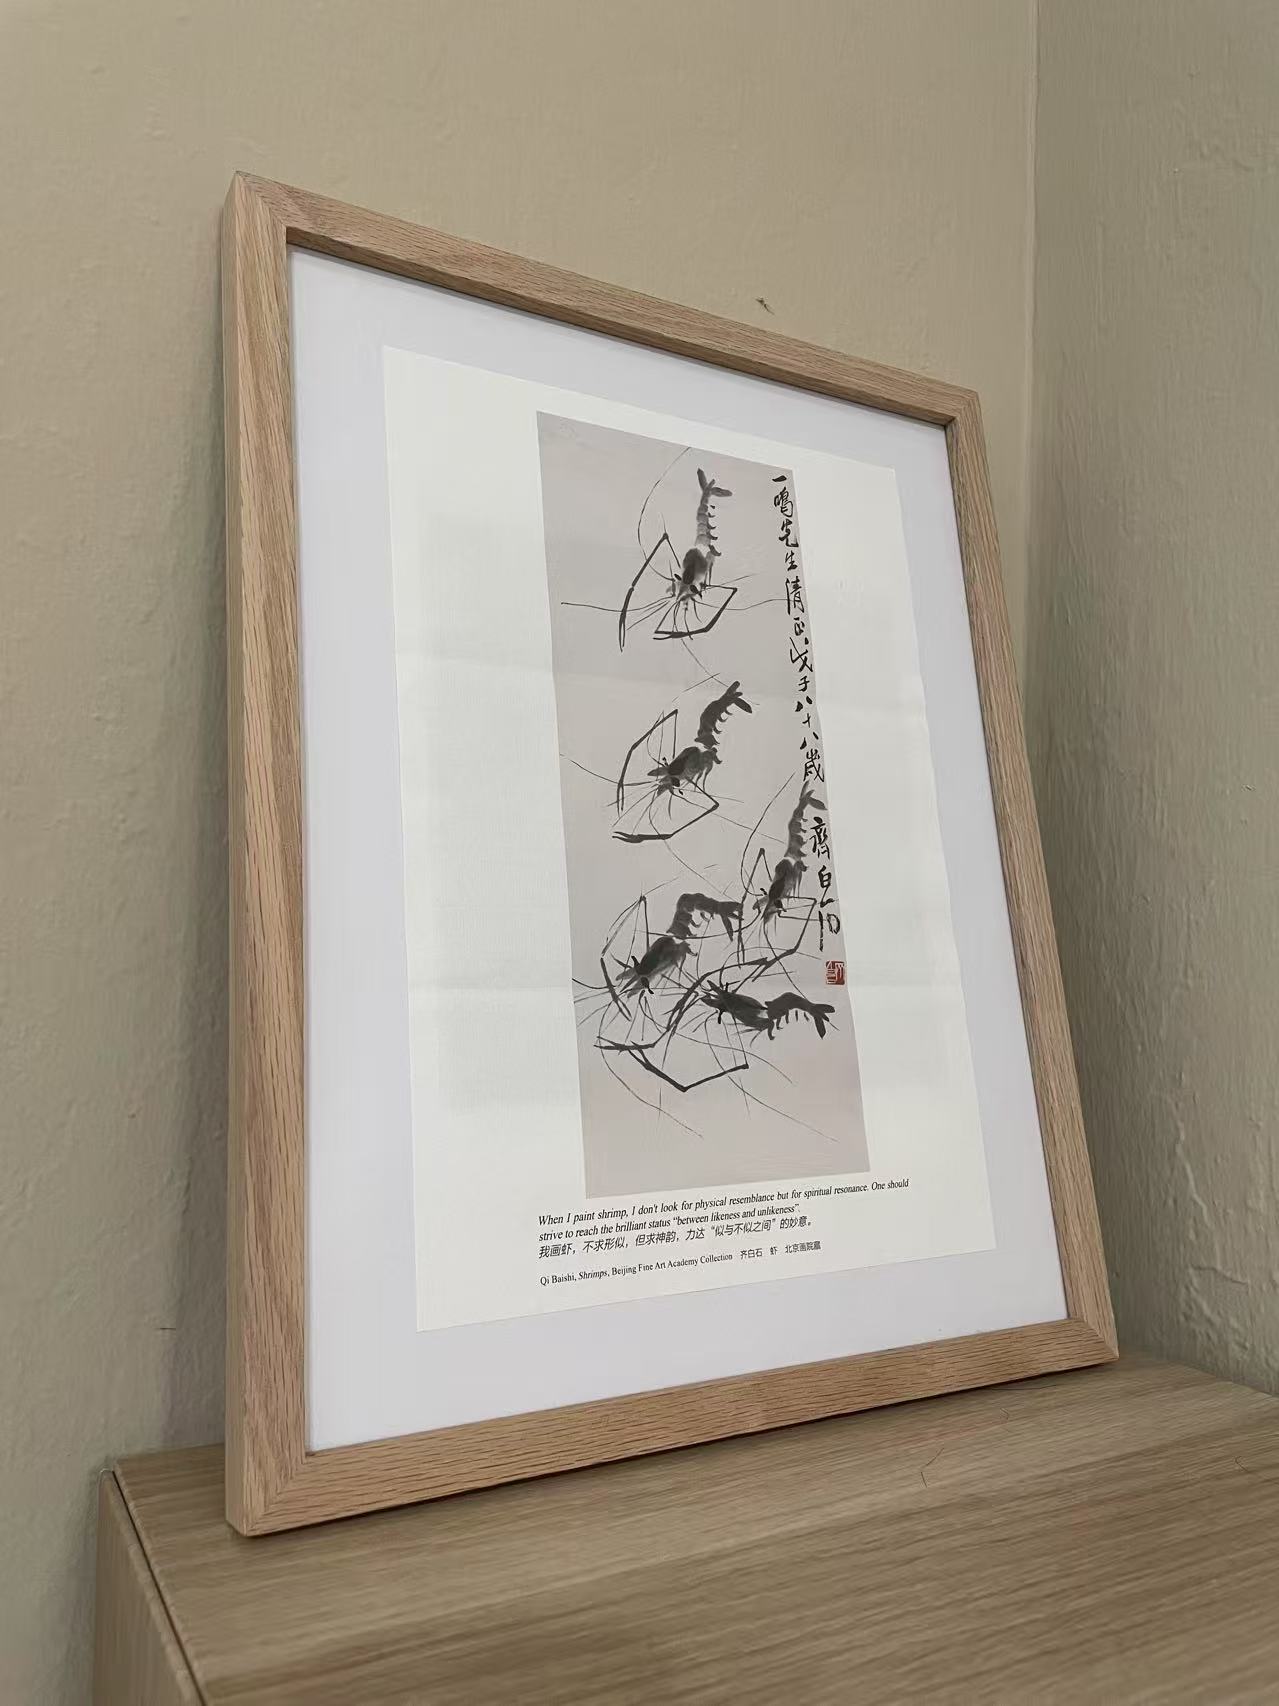 一鳴先生清正戊子八十八歲
齊白石
When I paint shrimp, I don't look for physical resemblance but for spiritual resonance. One should
strive to reach the brilliant status “between likeness and unlikeness”.
我画虾，不求形似，但求神韵，力达“似与不似之间”的妙意。
Qi Baishi, Shrimps, Beijing Fine Art Academy Collection 齐白石 虾 北京画院藏